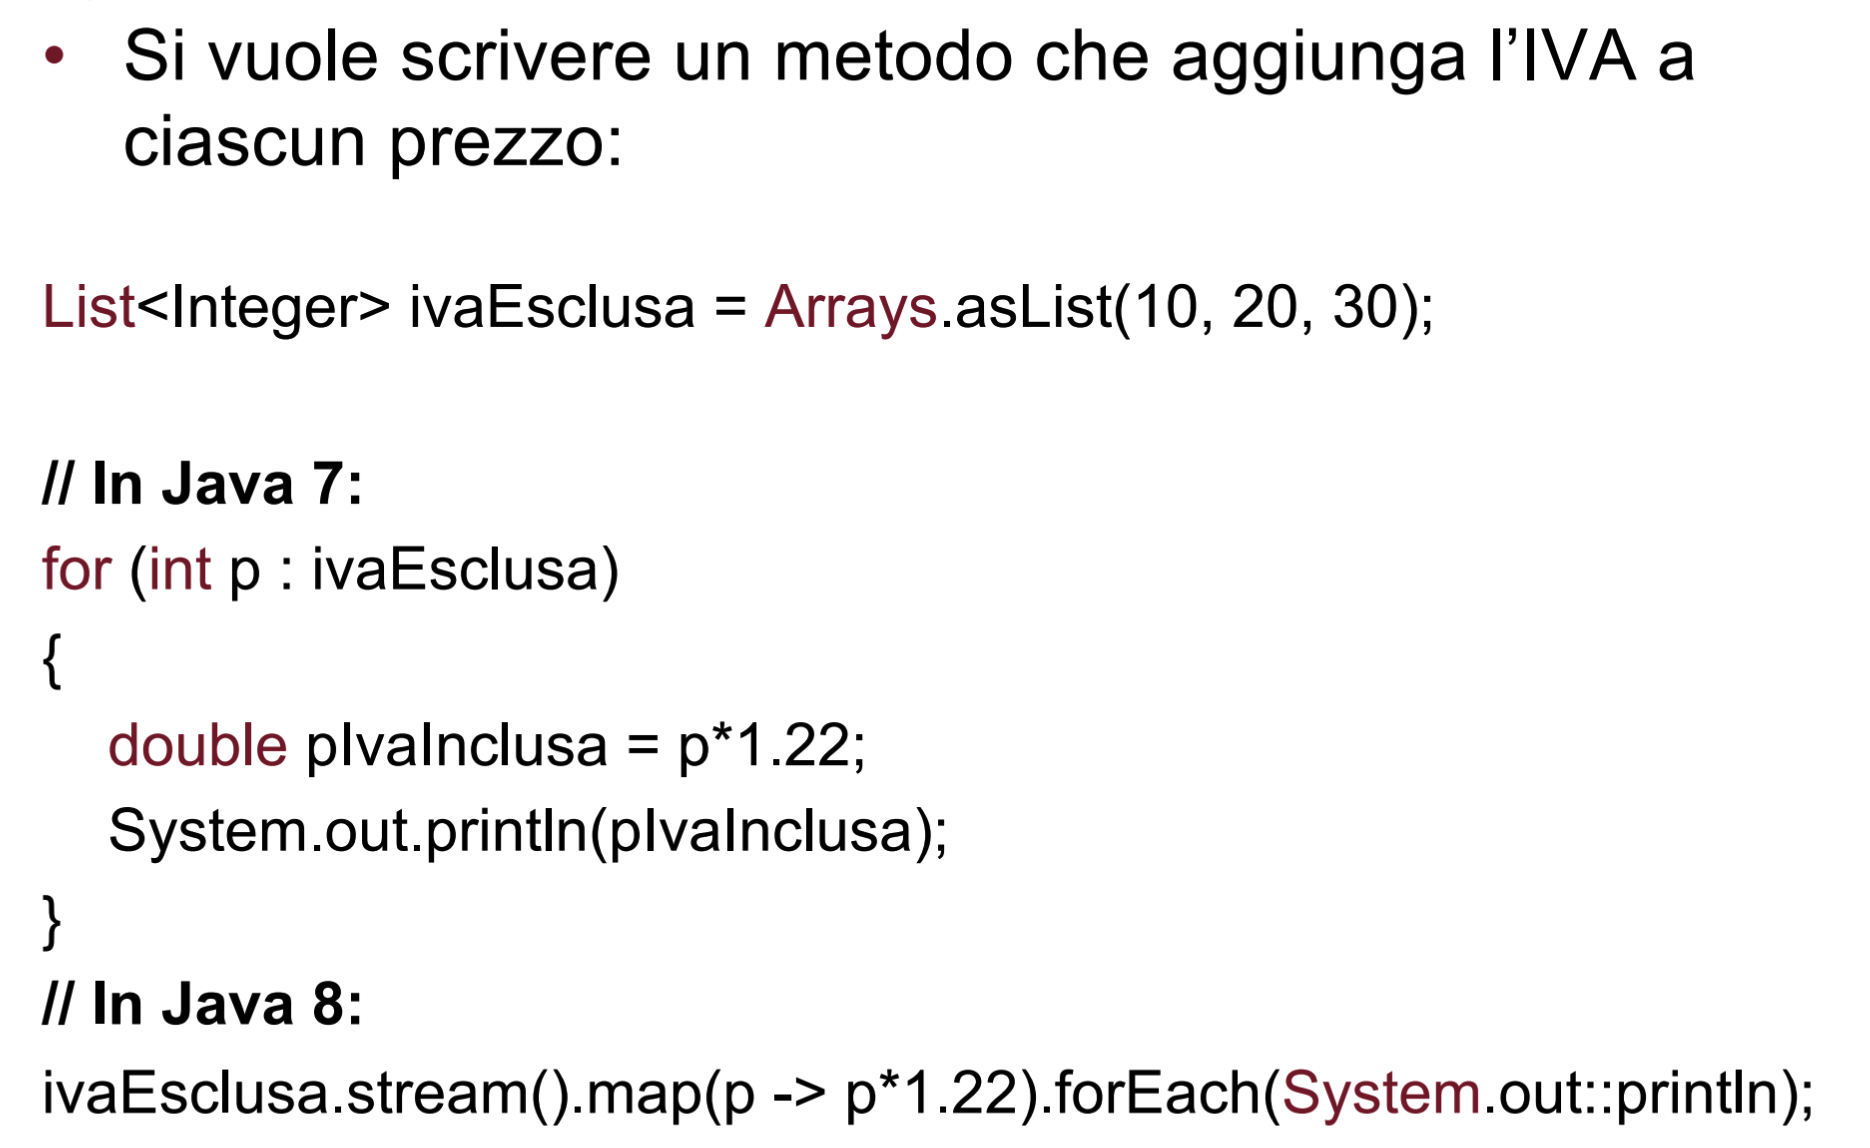 • Si vuole scrivere un metodo che aggiunga l’IVA a
ciascun prezzo:
List<Integer> ivaEsclusa = Arrays.asList(10, 20, 30);
// In Java 7:
for (int p : ivaEsclusa)
{
double pIvaInclusa = p*1.22;
System.out.println(pIvaInclusa);
}
// In Java 8:
ivaEsclusa.stream().map(p -> p*1.22).forEach(System.out::println);